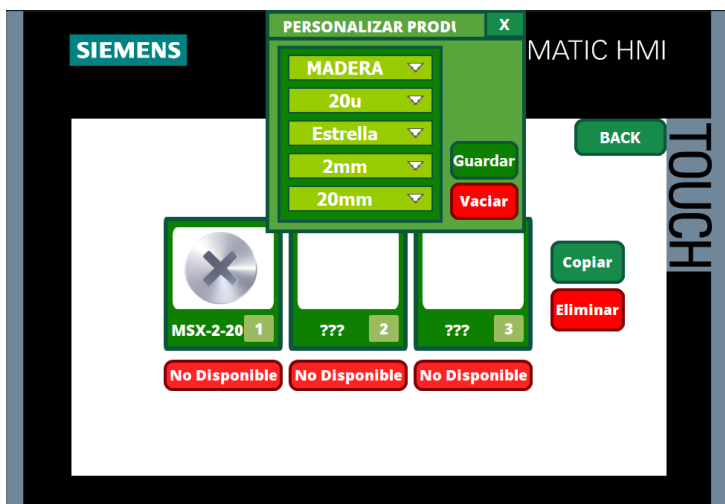 PERSONALIZAR PRODU
X
SIEMENS
MATIC HMI
MADERA
20u
Estrella
2mm
20mm
Guardar
Vaciar
BACK
TOUCH
Copiar
Eliminar
MSX-2-20 1
??? 2
??? 3
No Disponible
No Disponible
No Disponible